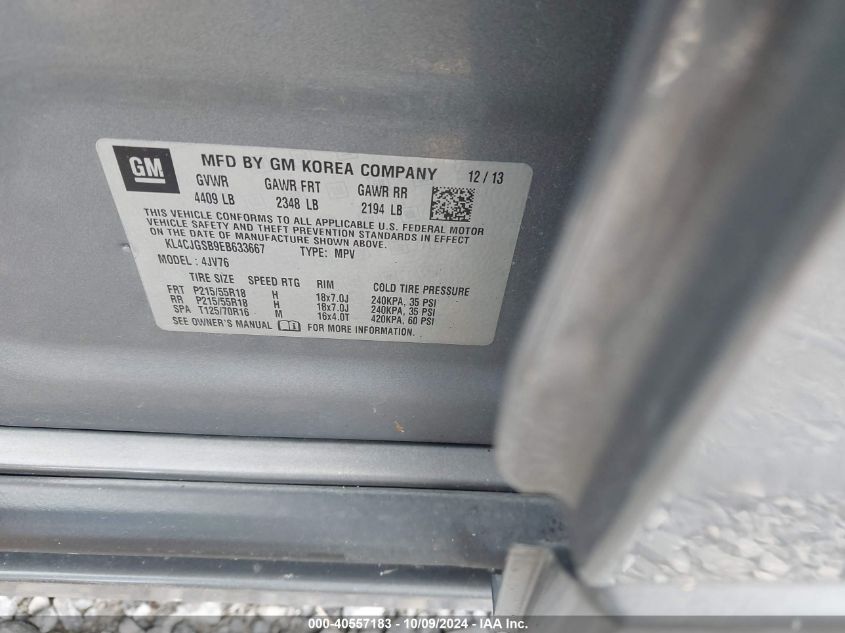 GM
MFD BY GM KOREA COMPANY 12 / 13
GVWR GAWR FRT GAWR RR
4409 LB 2348 LB 2194 LB
THIS VEHICLE CONFORMS TO ALL APPLICABLE U.S. FEDERAL MOTOR
VEHICLE SAFETY AND THEFT PREVENTION STANDARDS IN EFFECT
ON THE DATE OF MANUFACTURE SHOWN ABOVE.
KL4CJGSB9EB633667 TYPE: MPV
MODEL : 4JV76
TIRE SIZE SPEED RTG RIM COLD TIRE PRESSURE
FRT P215/55R18 H 18x7.0J 240KPA, 35 PSI
RR P215/55R18 H 18x7.0J 240KPA, 35 PSI
SPA T125/70R16 M 16x4.0T 420KPA, 60 PSI
SEE OWNER'S MANUAL FOR MORE INFORMATION.
000-40557183 - 10/09/2024 - IAAI.COM